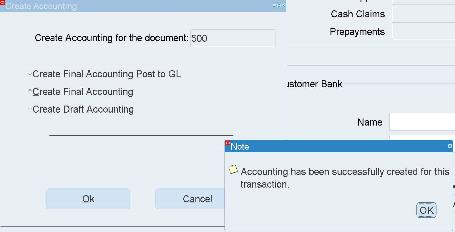 Create Accounting
Create Accounting for the document: 500
Create Final Accounting Post to GL
Create Final Accounting
Create Draft Accounting
Ok
Cancel
Cash Claims
Prepayments
ustomer Bank
Name
Note
Accounting has been successfully created for this
transaction.
OK